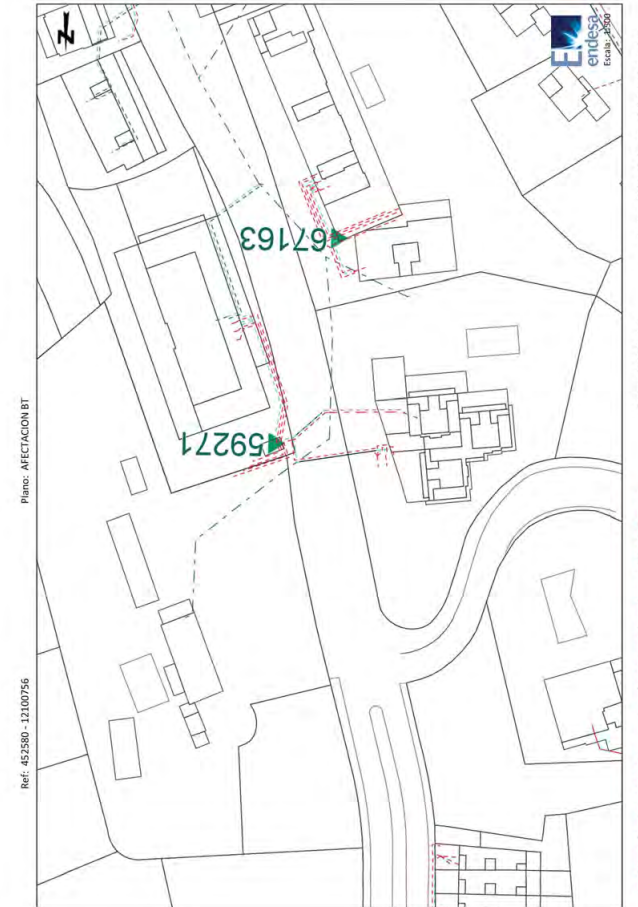 Ref: 452580 - 12100756
Plano: AFECTACION BT
N
endesa
Escala: 1:500
67163
59271